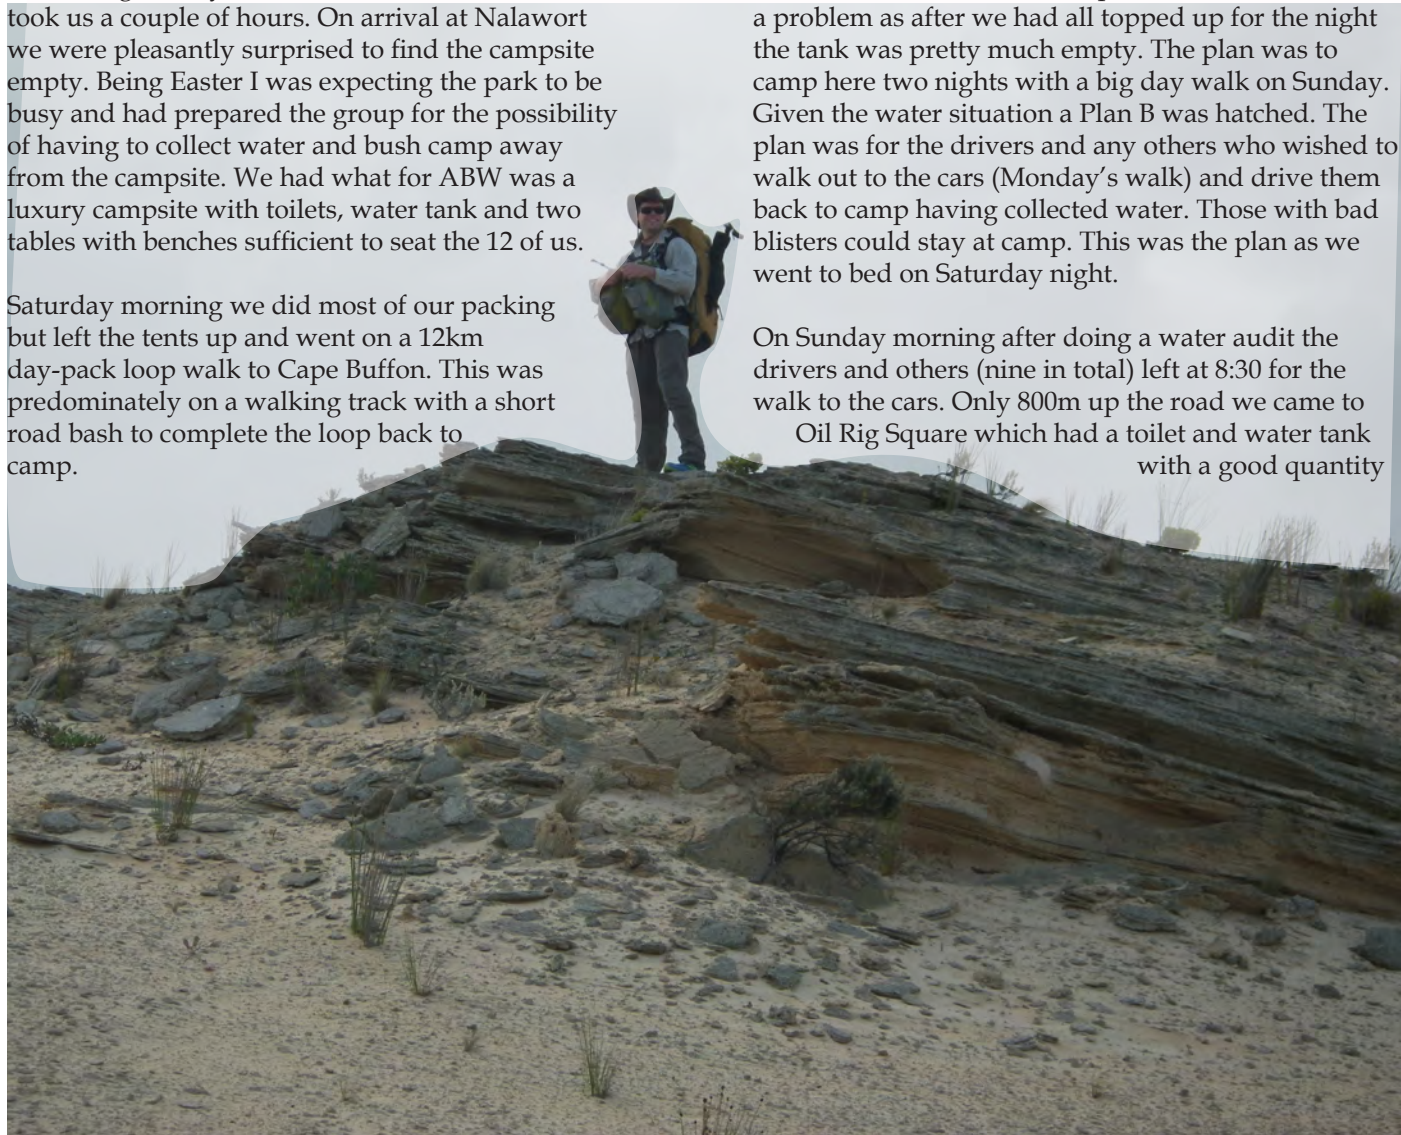 took us a couple of hours. On arrival at Nalawort
we were pleasantly surprised to find the campsite
empty. Being Easter I was expecting the park to be
busy and had prepared the group for the possibility
of having to collect water and bush camp away
from the campsite. We had what for ABW was a
luxury campsite with toilets, water tank and two
tables with benches sufficient to seat the 12 of us.
Saturday morning we did most of our packing
but left the tents up and went on a 12km
day-pack loop walk to Cape Buffon. This was
predominately on a walking track with a short
road bash to complete the loop back to
camp.
a problem as after we had all topped up for the night
the tank was pretty much empty. The plan was to
camp here two nights with a big day walk on Sunday.
Given the water situation a Plan B was hatched. The
plan was for the drivers and any others who wished to
walk out to the cars (Monday's walk) and drive them
back to camp having collected water. Those with bad
blisters could stay at camp. This was the plan as we
went to bed on Saturday night.
On Sunday morning after doing a water audit the
drivers and others (nine in total) left at 8:30 for the
walk to the cars. Only 800m up the road we came to
Oil Rig Square which had a toilet and water tank
with a good quantity